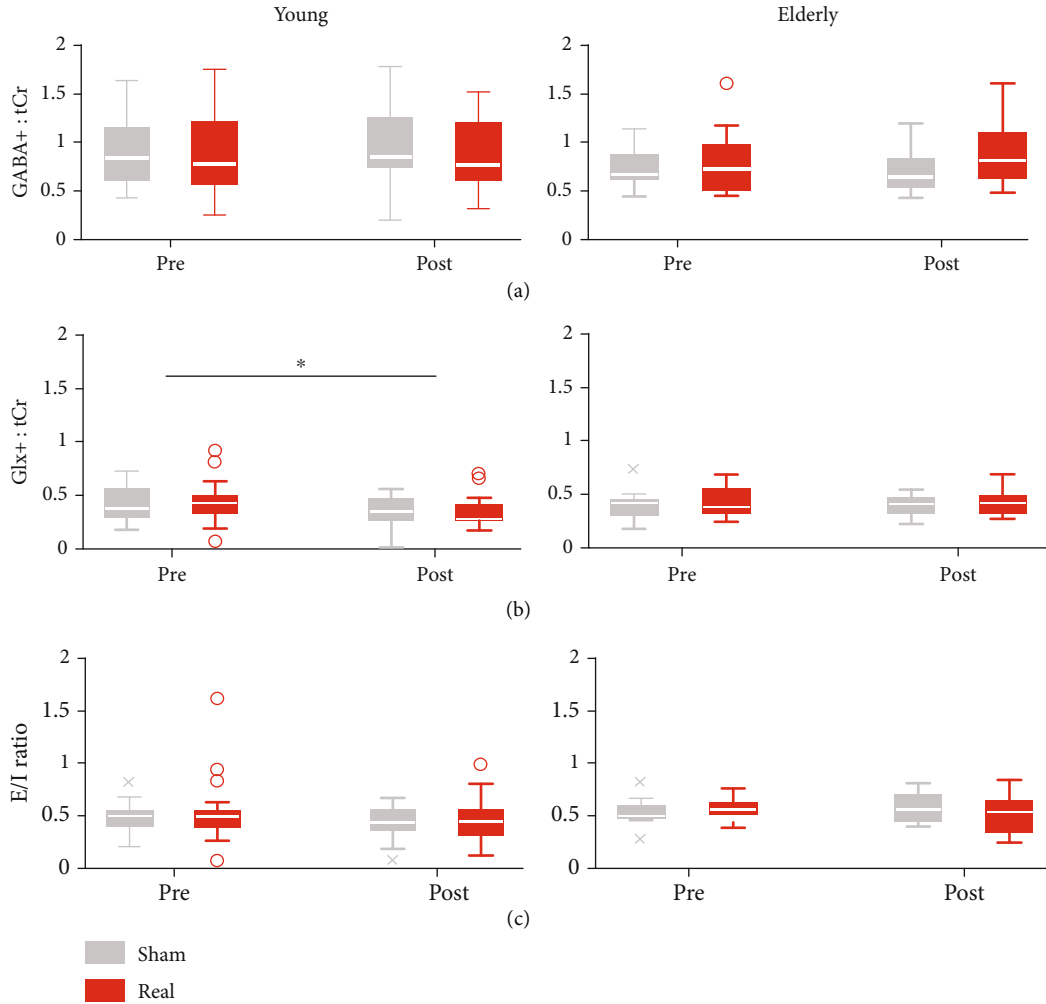 Young
Elderly
GABA+ : tCr
2
1.5
1
0.5
0
Pre
Post
2
1.5
1
0.5
0
Pre
Post
(a)
Glx+ : tCr
2
1.5
1
0.5
0
*
Pre
Post
2
1.5
1
0.5
0
Pre
Post
(b)
E/I ratio
2
1.5
1
0.5
0
Pre
Post
2
1.5
1
0.5
0
Pre
Post
(c)
Sham
Real